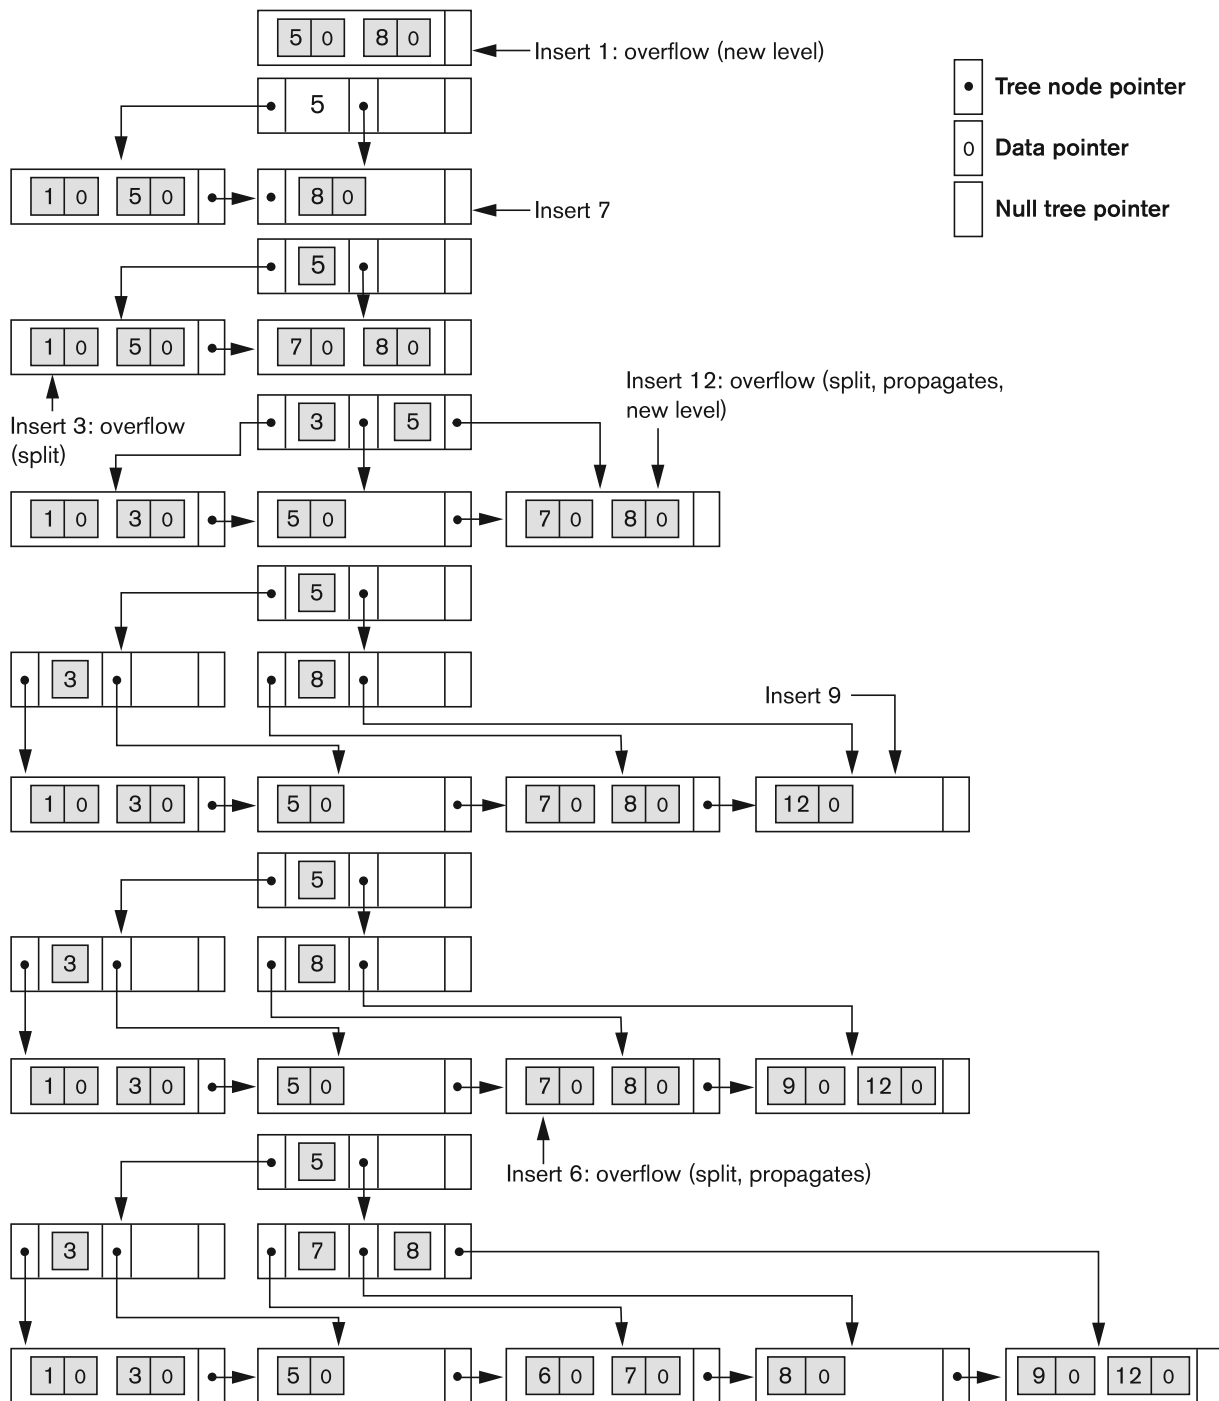 5 0 8 0
Insert 1: overflow (new level)
Tree node pointer
5
0 Data pointer
1 0 5 0 8 0
Insert 7
Null tree pointer
5
1 0 5 0 7 0 8 0
Insert 3: overflow
(split)
Insert 12: overflow (split, propagates,
new level)
3 5
1 0 3 0 5 0 7 0 8 0
5
3 8
Insert 9
1 0 3 0 5 0 7 0 8 0 12 0
5
3 8
1 0 3 0 5 0 7 0 8 0 9 0 12 0
Insert 6: overflow (split, propagates)
5
3 7 8
1 0 3 0 5 0 6 0 7 0 8 0 9 0 12 0